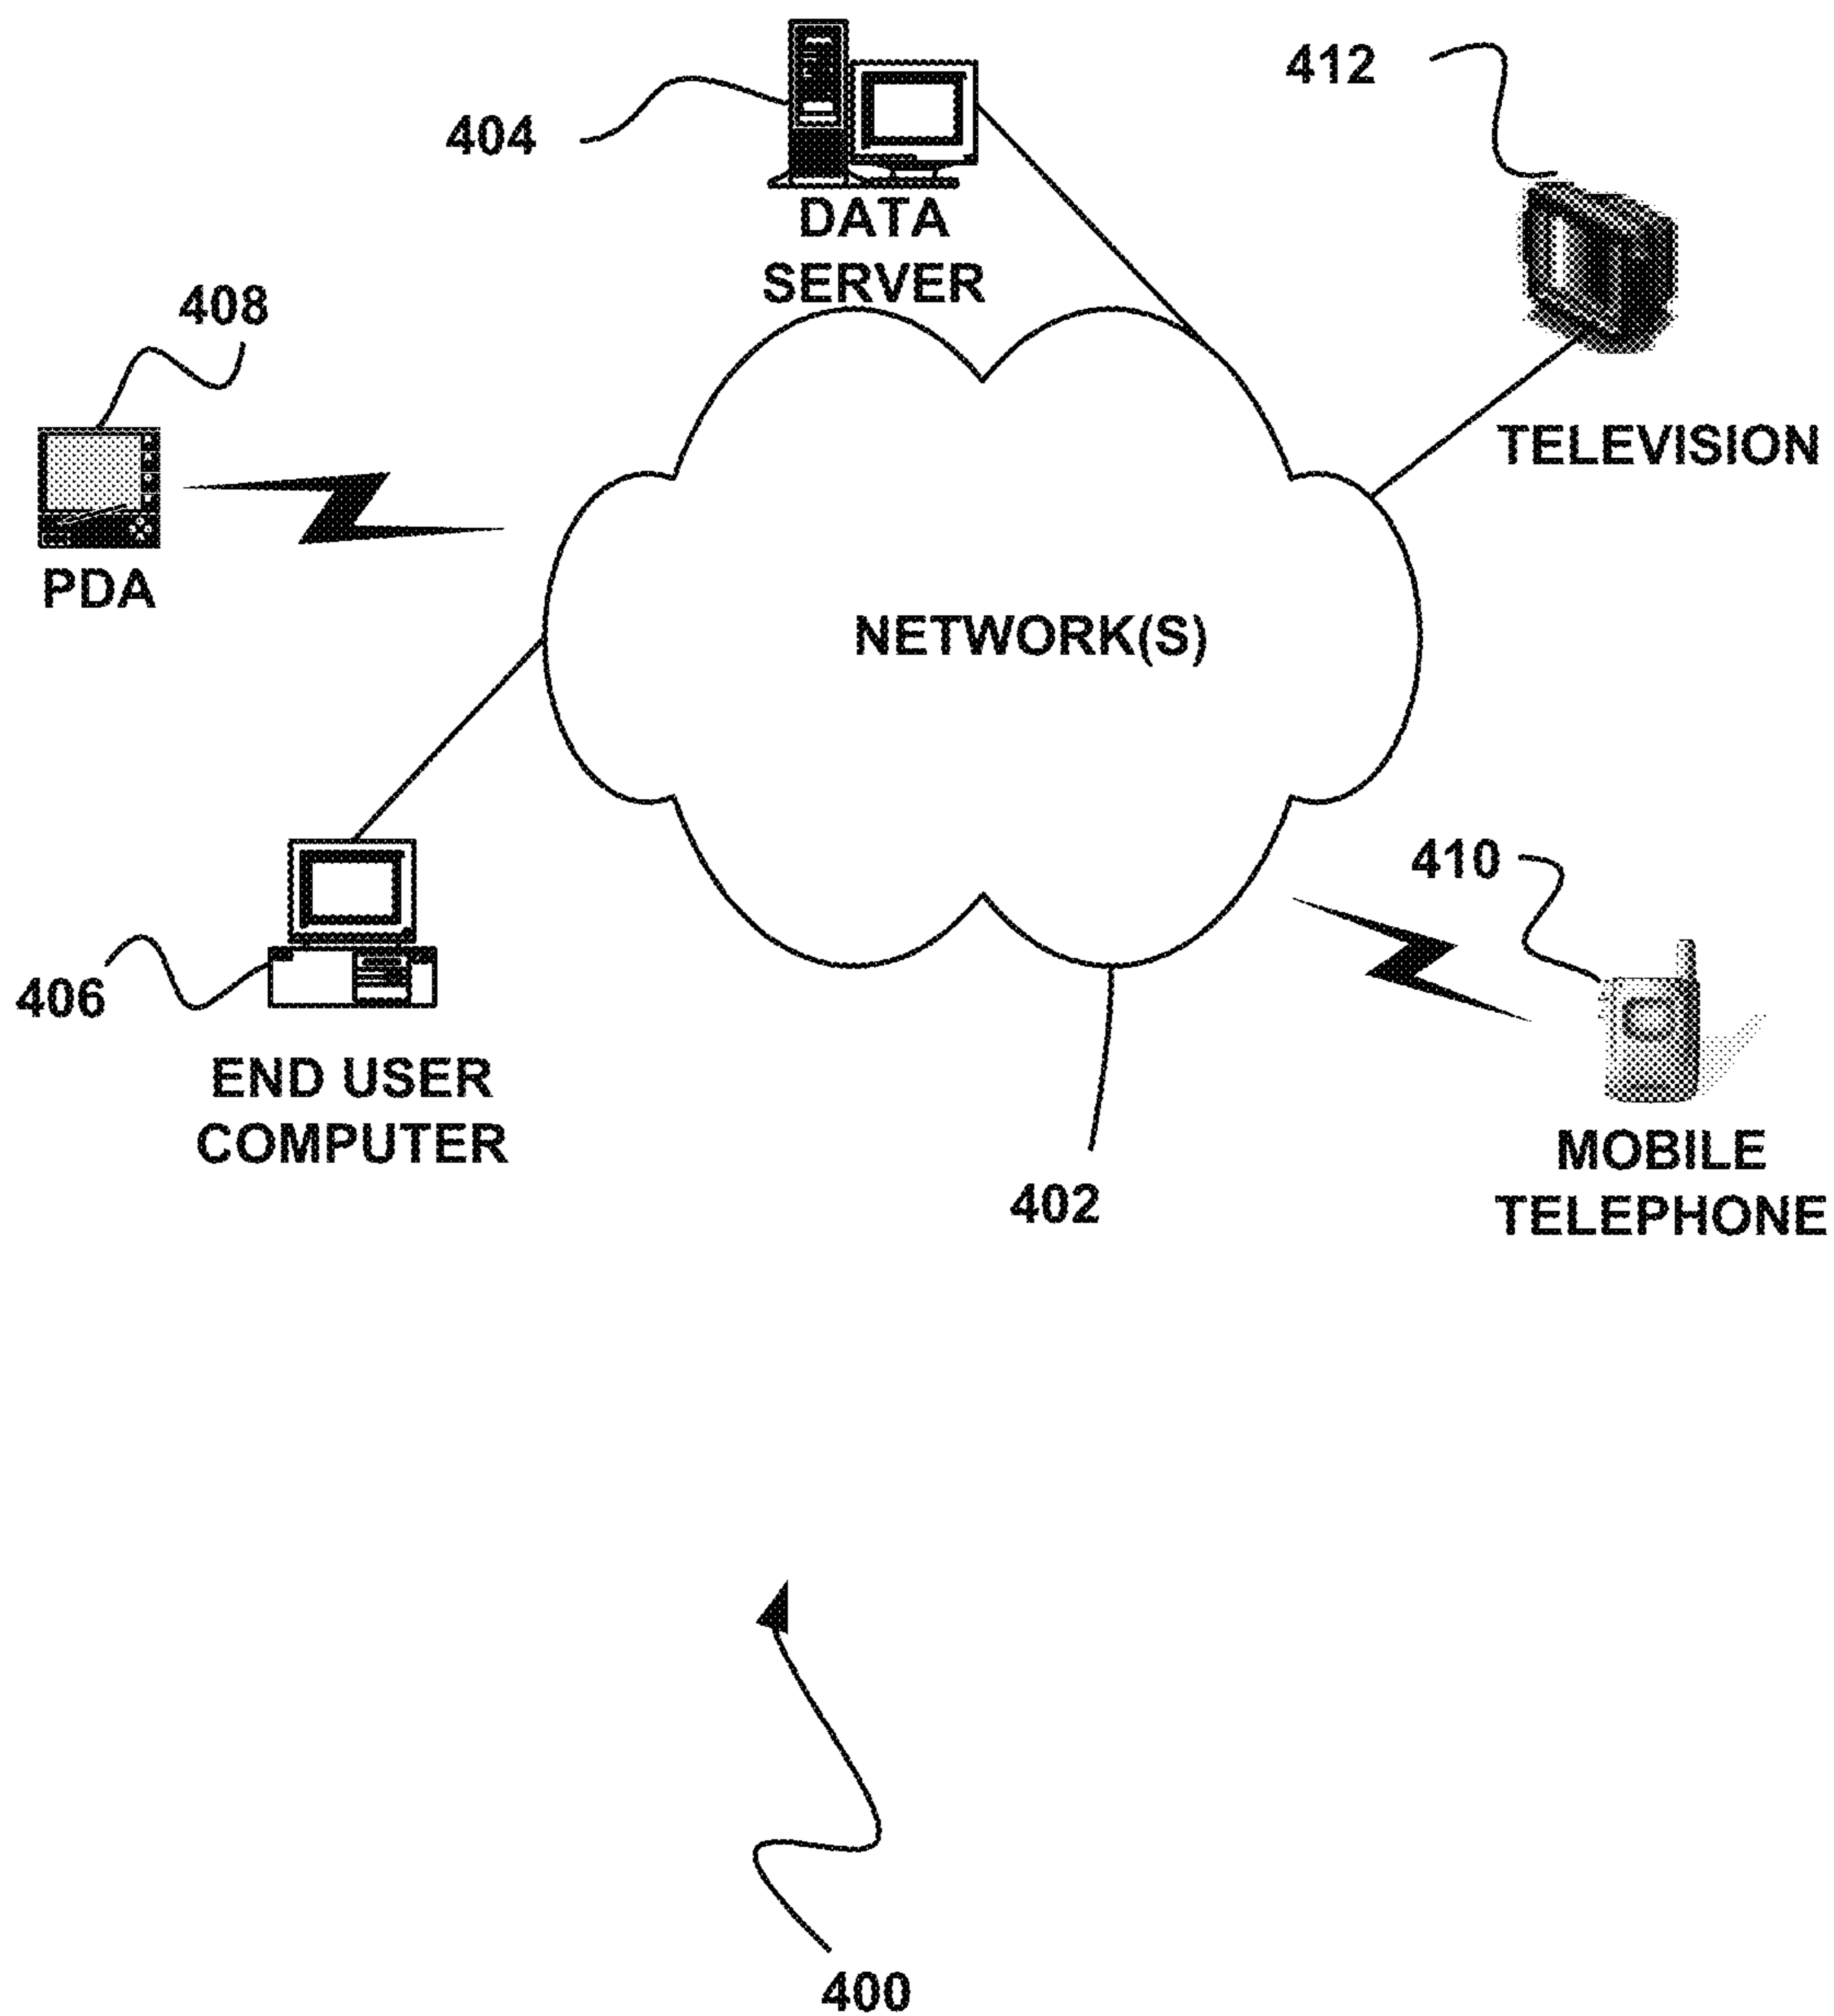 412
404
DATA
SERVER
408
TELEVISION
PDA
NETWORK(S)
410
406
END USER
COMPUTER
MOBILE
TELEPHONE
402
400